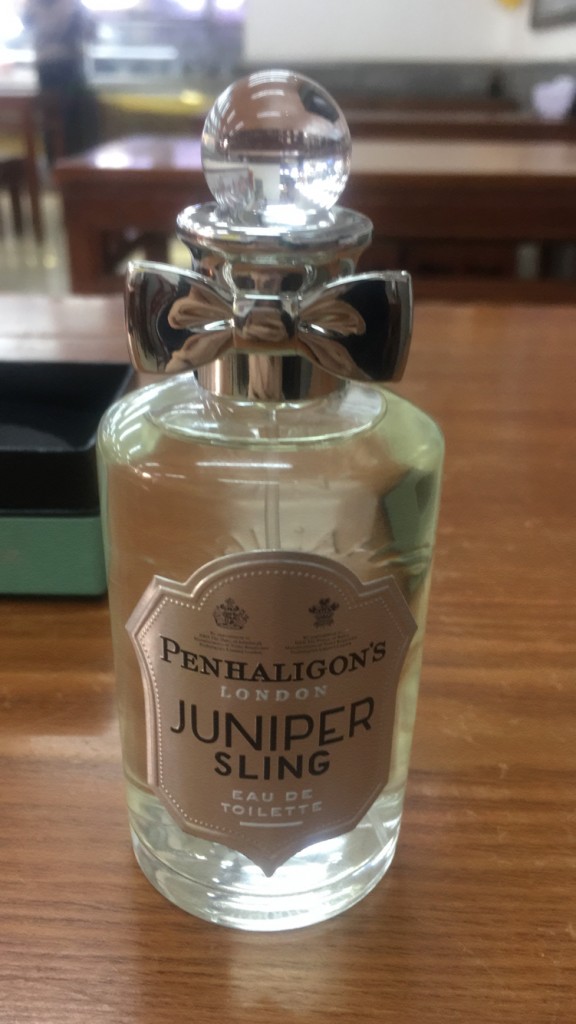 PENHALIGON'S
LONDON
JUNIPER
SLING
EAU DE
TOILETTE